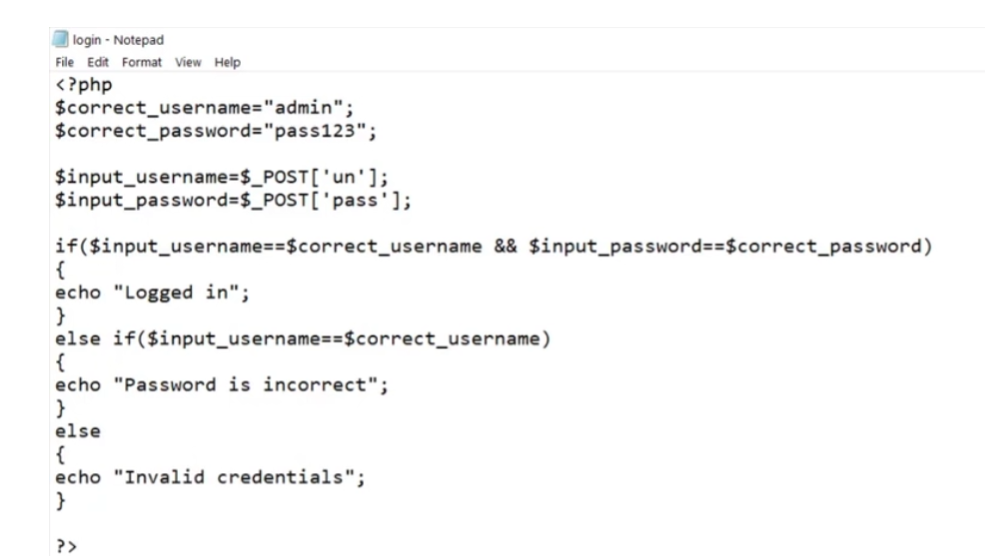 login - Notepad
File Edit Format View Help
<?php
$correct_username="admin";
$correct_password="pass123";
$input_username=$_POST['un'];
$input_password=$_POST['pass'];
if($input_username==$correct_username && $input_password==$correct_password)
{
echo "Logged in";
}
else if($input_username==$correct_username)
{
echo "Password is incorrect";
}
else
{
echo "Invalid credentials";
}
?>